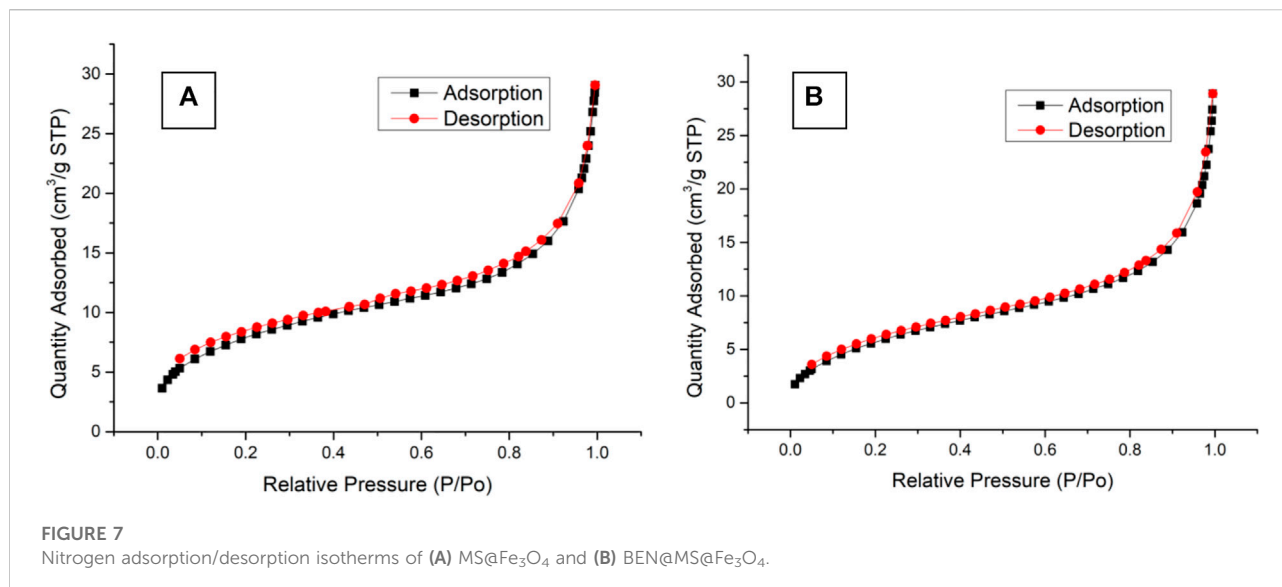 A
Adsorption
Desorption
30
25
20
15
10
5
0
Quantity Adsorbed (cm³/g STP)
0.0 0.2 0.4 0.6 0.8 1.0
Relative Pressure (P/Po)
B
Adsorption
Desorption
30
25
20
15
10
5
0
Quantity Adsorbed (cm³/g STP)
0.0 0.2 0.4 0.6 0.8 1.0
Relative Pressure (P/Po)
FIGURE 7
Nitrogen adsorption/desorption isotherms of (A) MS@Fe₃O₄ and (B) BEN@MS@Fe₃O₄.